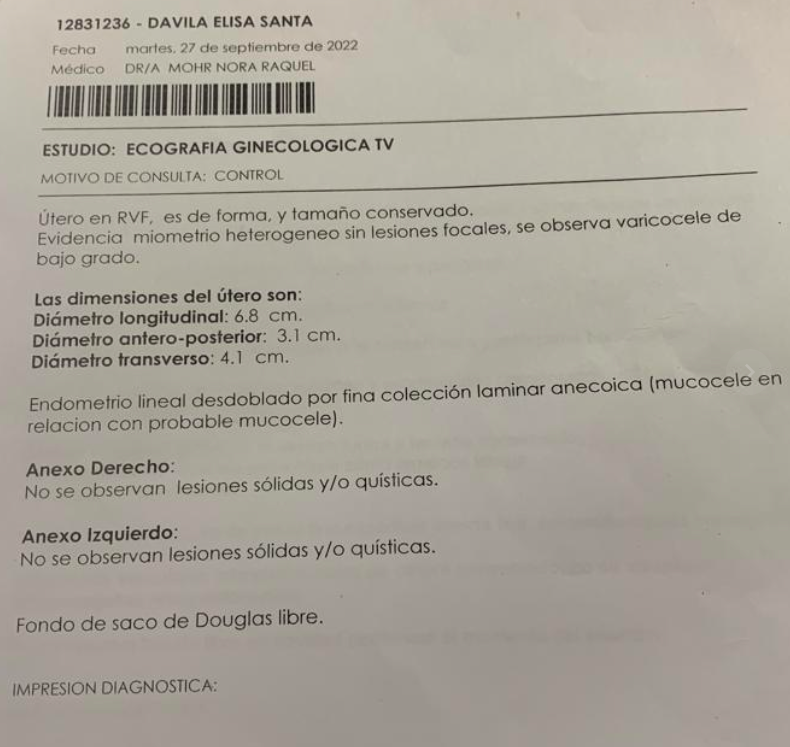 12831236 - DAVILA ELISA SANTA
Fecha martes, 27 de septiembre de 2022
Médico DR/A MOHR NORA RAQUEL
ESTUDIO: ECOGRAFIA GINECOLOGICA TV
MOTIVO DE CONSULTA: CONTROL
Útero en RVF, es de forma, y tamaño conservado.
Evidencia miometrio heterogeneo sin lesiones focales, se observa varicocele de
bajo grado.
Las dimensiones del útero son:
Diámetro longitudinal: 6.8 cm.
Diámetro antero-posterior: 3.1 cm.
Diámetro transverso: 4.1 cm.
Endometrio lineal desdoblado por fina colección laminar anecoica (mucocele en
relacion con probable mucocele).
Anexo Derecho:
No se observan lesiones sólidas y/o quísticas.
Anexo Izquierdo:
No se observan lesiones sólidas y/o quísticas.
Fondo de saco de Douglas libre.
IMPRESION DIAGNOSTICA: